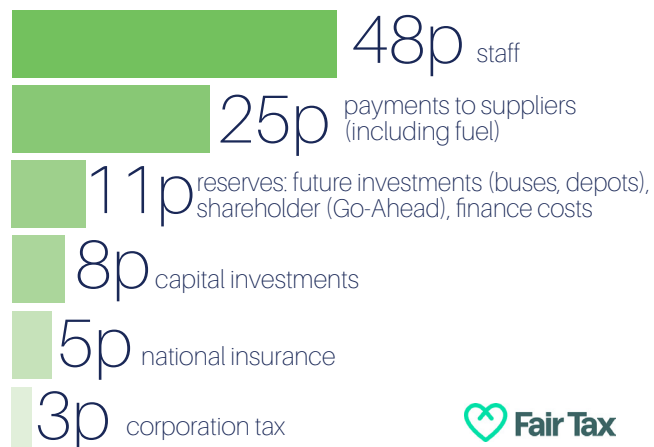 48p staff
25p payments to suppliers
(including fuel)
11p reserves: future investments (buses, depots),
shareholder (Go-Ahead), finance costs
8p capital investments
5p national insurance
3p corporation tax
Fair Tax